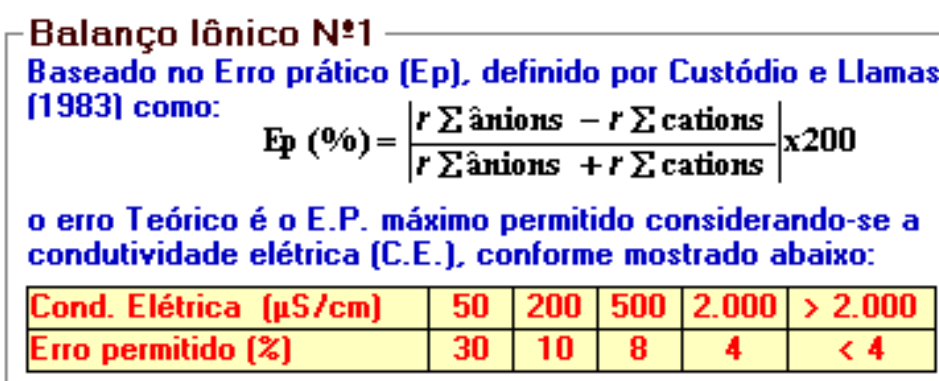 Balanço Iônico Nº1
Baseado no Erro prático (Ep), definido por Custódio e Llamas
(1983) como:
Ep (%) = |r ∑ ânions − r ∑ cations / r ∑ ânions + r ∑ cations| x200
o erro Teórico é o E.P. máximo permitido considerando-se a
condutividade elétrica (C.E.), conforme mostrado abaixo:
Cond. Elétrica (µS/cm) 50 200 500 2.000 > 2.000
Erro permitido (%) 30 10 8 4 < 4